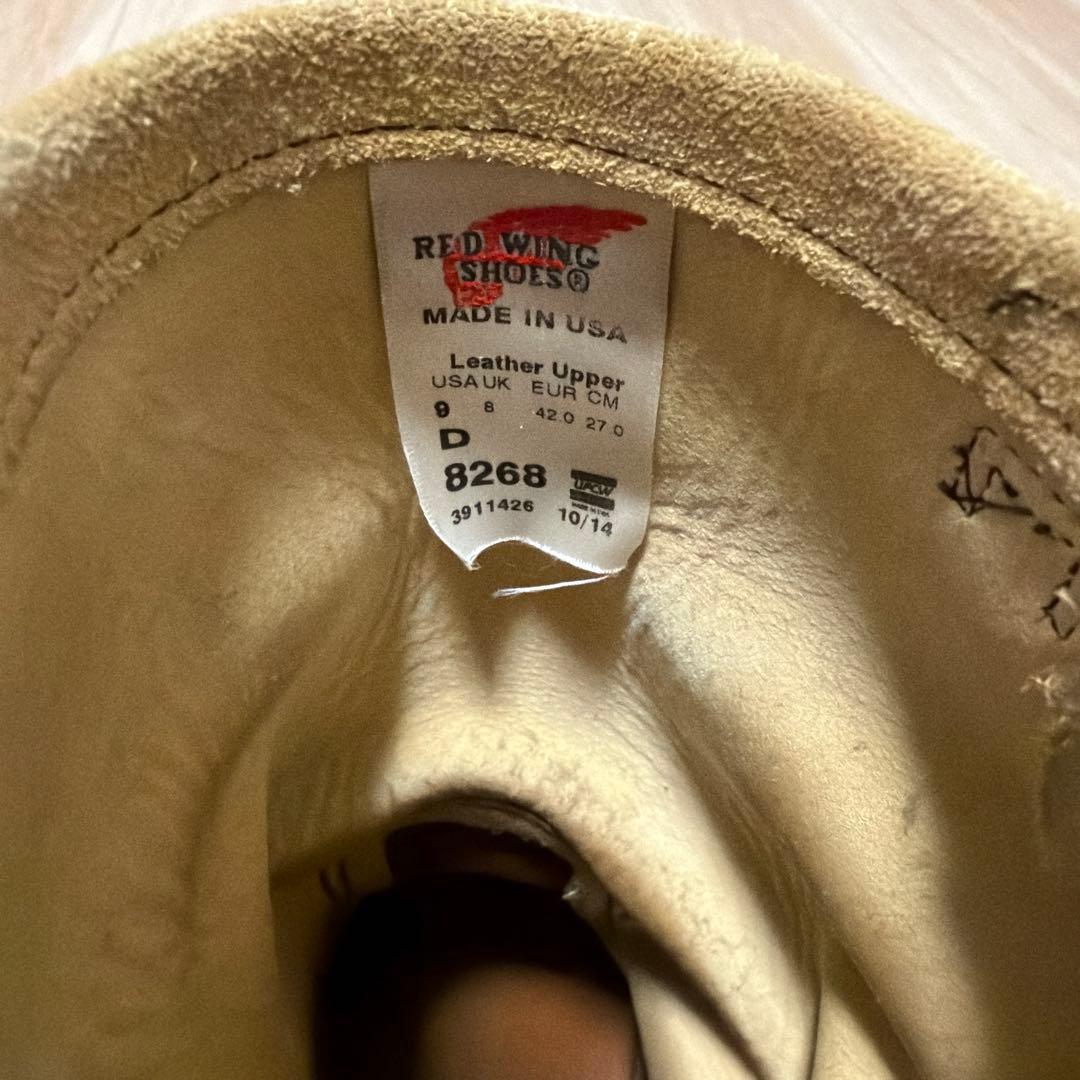 RED WING
SHOES®
MADE IN USA
Leather Upper
USA UK EUR CM
9 8 42.0 27.0
D
8268
UFCW
3911426 10/14